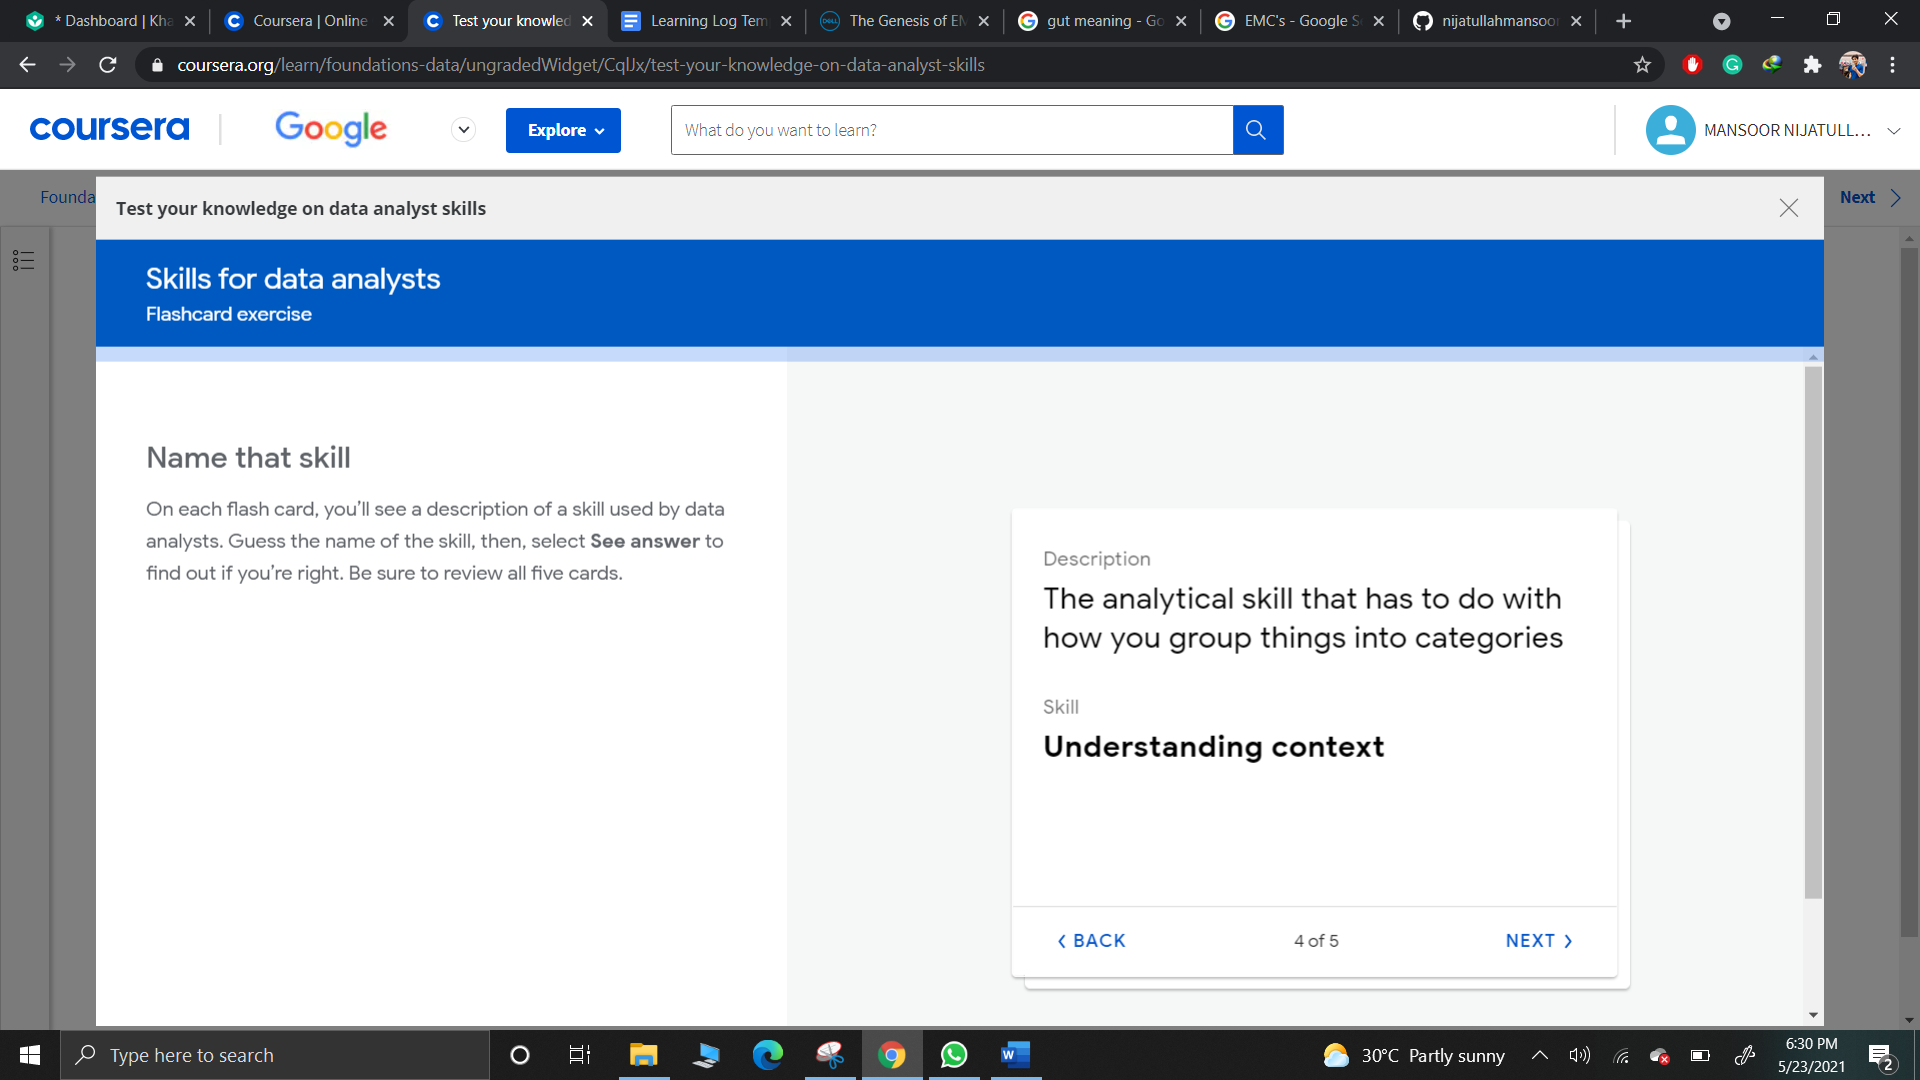 * Dashboard | Kha
Coursera | Online
Test your knowled
Learning Log Tem
The Genesis of EM
gut meaning - Go
EMC's - Google Se
nijatullahmansoor
coursera.org/learn/foundations-data/ungradedWidget/CqlJx/test-your-knowledge-on-data-analyst-skills
coursera
Google
Explore
What do you want to learn?
MANSOOR NIJATULL...
Founda
Test your knowledge on data analyst skills
Next
Skills for data analysts
Flashcard exercise
Name that skill
On each flash card, you'll see a description of a skill used by data
analysts. Guess the name of the skill, then, select See answer to
find out if you're right. Be sure to review all five cards.
Description
The analytical skill that has to do with
how you group things into categories
Skill
Understanding context
BACK
4 of 5
NEXT
Type here to search
30°C Partly sunny
6:30 PM
5/23/2021
2